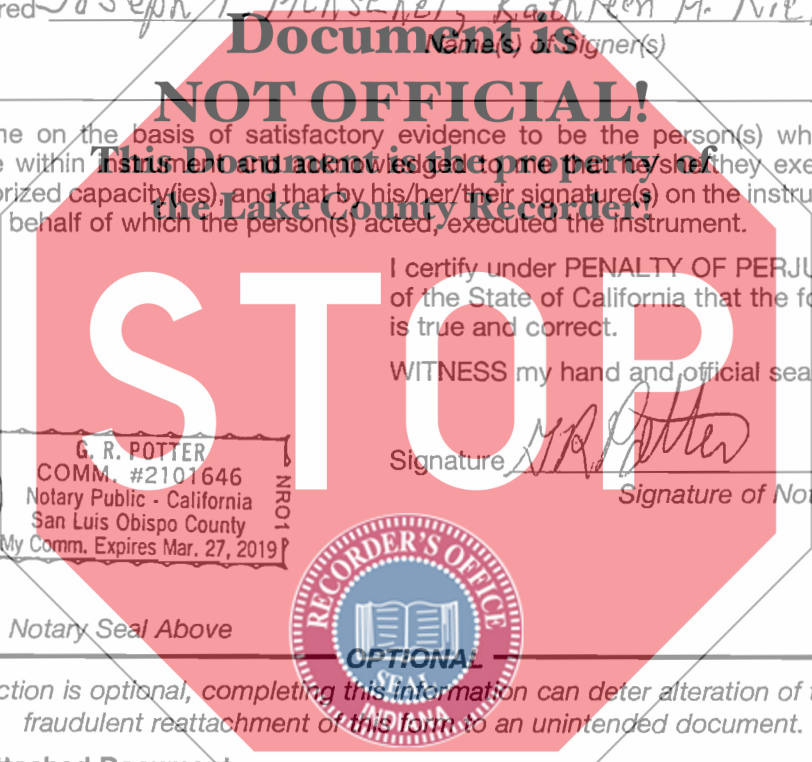 Joseph
Kathleen M.
Document is
Name(s) of Signer(s)
NOT OFFICIAL!
me on the basis of satisfactory evidence to be the person(s) wh
This Document is the property of
within instrument and acknowledged to me that he/she/they exe
orized capacity(ies), and that by his/her/their signature(s) on the instru
the Lake County Recorder!
behalf of which the person(s) acted, executed the instrument.
I certify under PENALTY OF PERJU
of the State of California that the fo
is true and correct.
STOP
WITNESS my hand and official sea
G. R. POTTER
COMM. #2101646
Notary Public - California
San Luis Obispo County
My Comm. Expires Mar. 27, 2019
NRO1
Signature GR Potter
Signature of Not
RECORDER'S OFFICE
SEAL
INDIANA
Notary Seal Above
OPTIONAL
ction is optional, completing this information can deter alteration of t
fraudulent reattachment of this form to an unintended document.
ttached Document